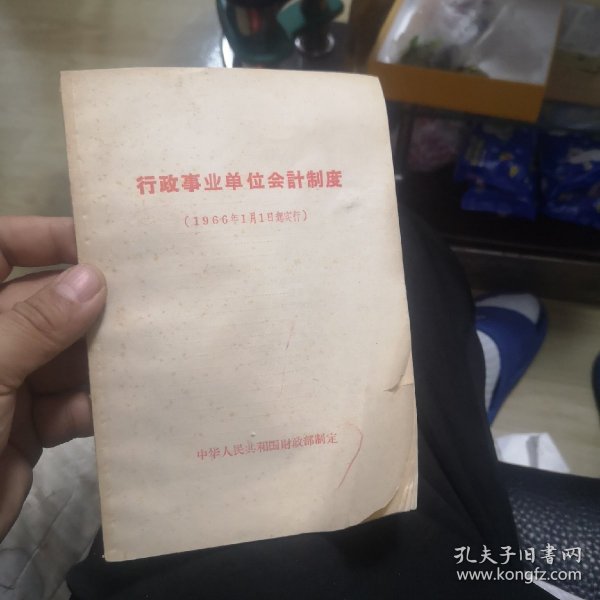 行政事业单位会計制度
(1966年1月1日起实行)
中华人民共和国財政部制定
孔夫子旧书网
www.kongfz.com